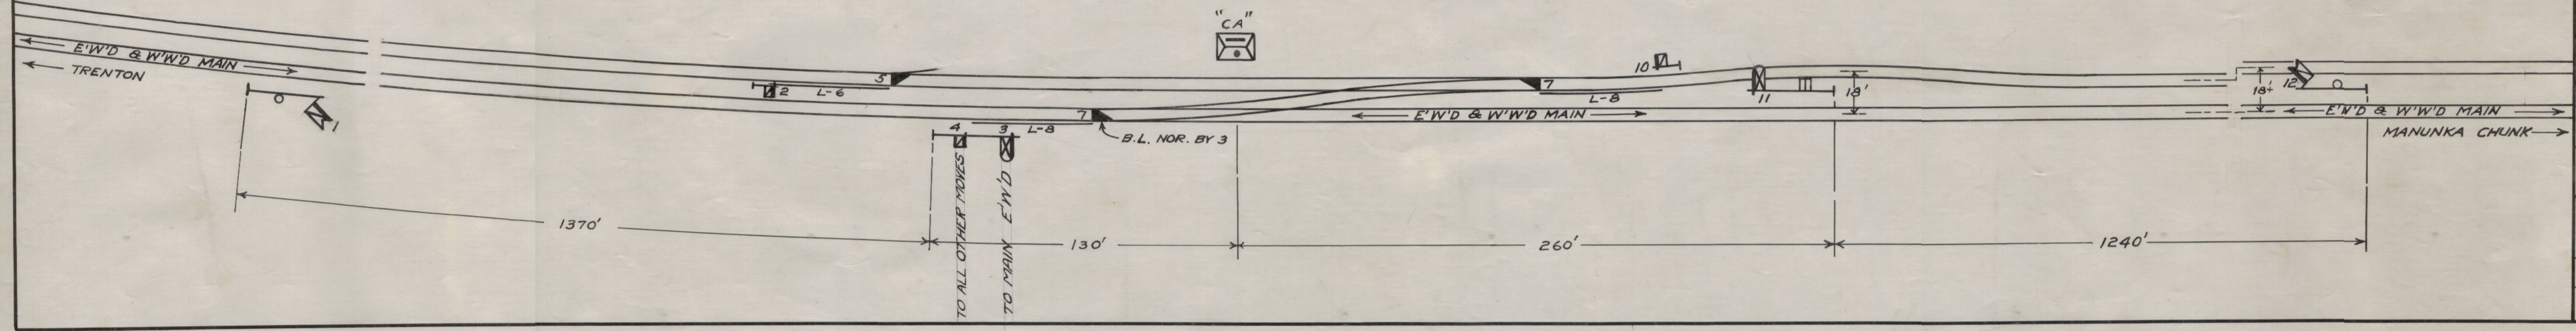 "CA"
E'W'D & W'W'D MAIN
TRENTON
1
2
L-6
5
4
3
L-8
7
B.L. NOR. BY 3
7
L-8
10
11
18'
E'W'D & W'W'D MAIN
18'
12
E'W'D & W'W'D MAIN
MANUNKA CHUNK
TO ALL OTHER MOVES
TO MAIN E'W'D
1370'
130'
260'
1240'